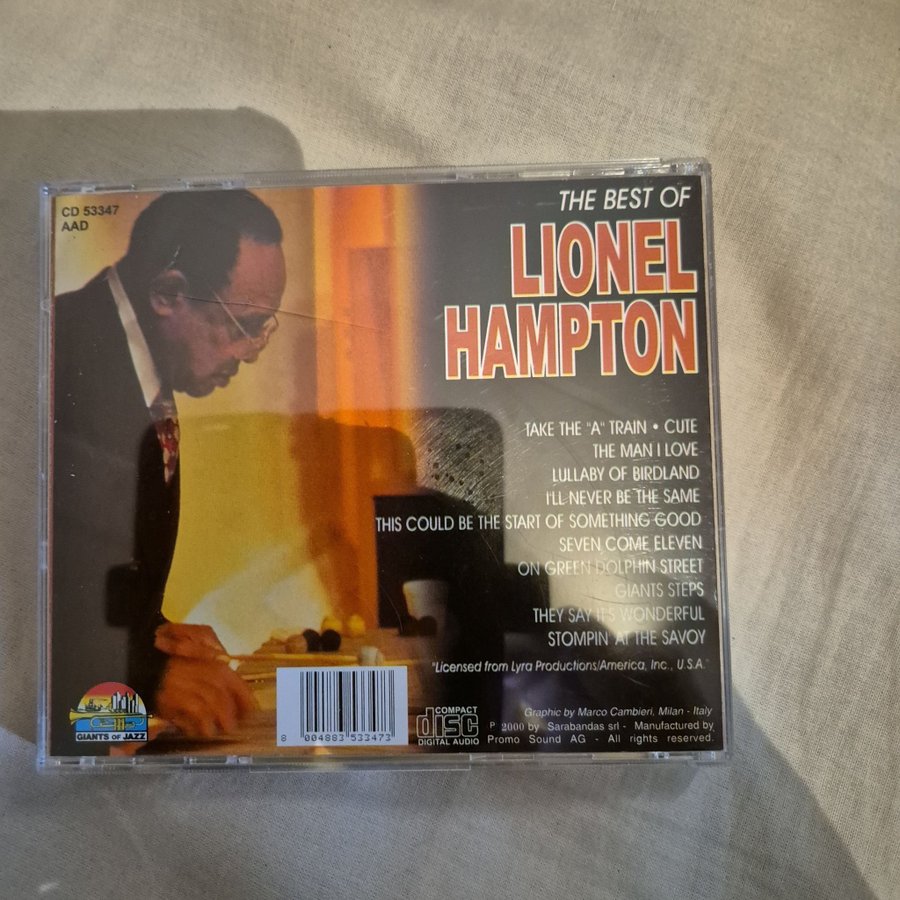 CD 53347
AAD
THE BEST OF
LIONEL
HAMPTON
TAKE THE "A" TRAIN • CUTE
THE MAN I LOVE
LULLABY OF BIRDLAND
I'LL NEVER BE THE SAME
THIS COULD BE THE START OF SOMETHING GOOD
SEVEN COME ELEVEN
ON GREEN DOLPHIN STREET
GIANTS STEPS
THEY SAY IT'S WONDERFUL
STOMPIN' AT THE SAVOY
"Licensed from Lyra Productions/America, Inc., U.S.A."
Graphic by Marco Cambieri, Milan - Italy
P 2000 by Sarabandas srl - Manufactured by
Promo Sound AG - All rights reserved.
GIANTS OF JAZZ
8 004883 533473
COMPACT
disc
DIGITAL AUDIO